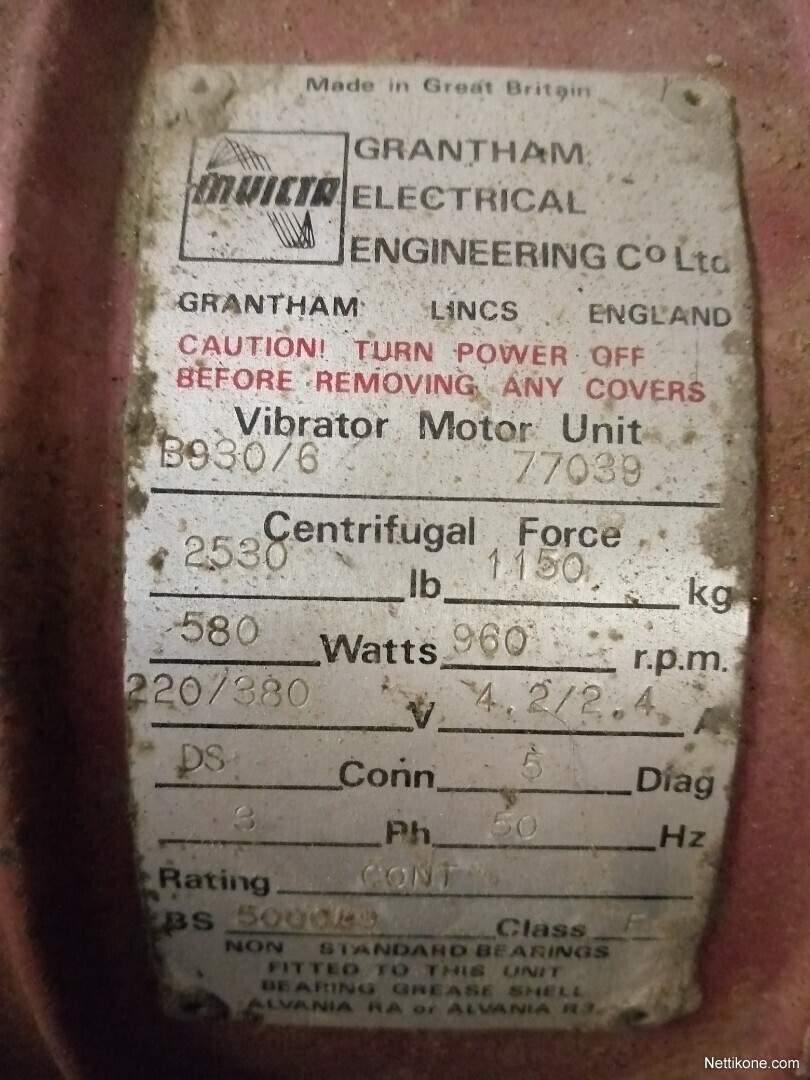 Made in Great Britain
INVICTA
GRANTHAM
ELECTRICAL
ENGINEERING Co Ltd
GRANTHAM LINCS ENGLAND
CAUTION! TURN POWER OFF
BEFORE REMOVING ANY COVERS
Vibrator Motor Unit
B930/6 77039
Centrifugal Force
2530 lb 1150 kg
580 Watts 960 r.p.m.
220/380 V 4.2/2.4 A
DS Conn 5 Diag
3 Ph 50 Hz
Rating CONT
BS Class F
NON STANDARD BEARINGS
FITTED TO THIS UNIT
BEARING GREASE SHELL
ALVANIA RA or ALVANIA R3.
Nettikone.com